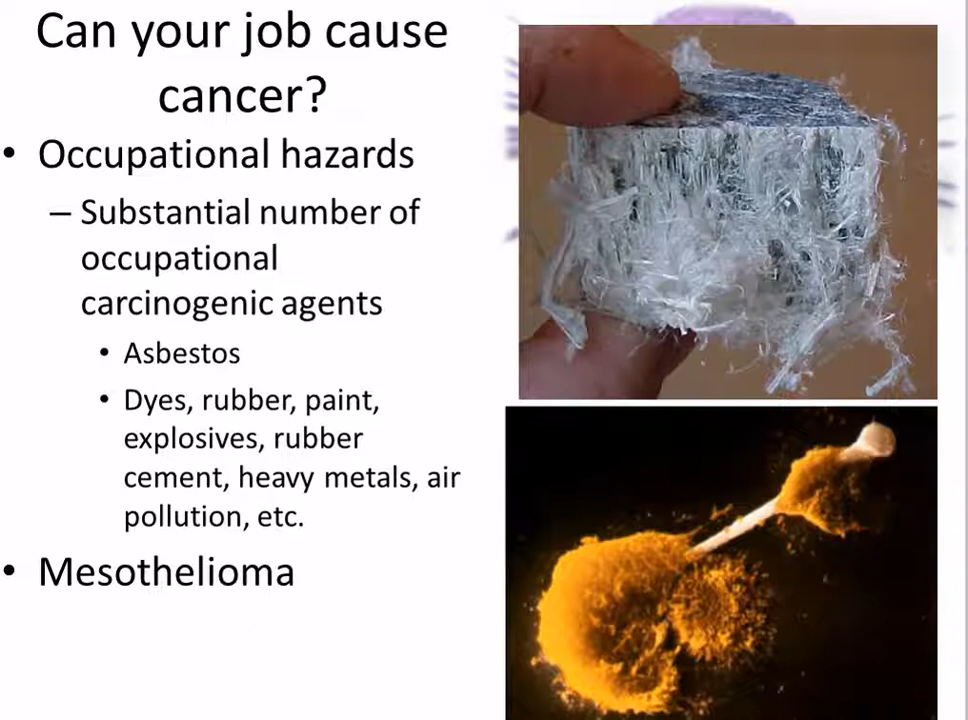 Can your job cause
cancer?
• Occupational hazards
– Substantial number of
occupational
carcinogenic agents
• Asbestos
• Dyes, rubber, paint,
explosives, rubber
cement, heavy metals, air
pollution, etc.
• Mesothelioma